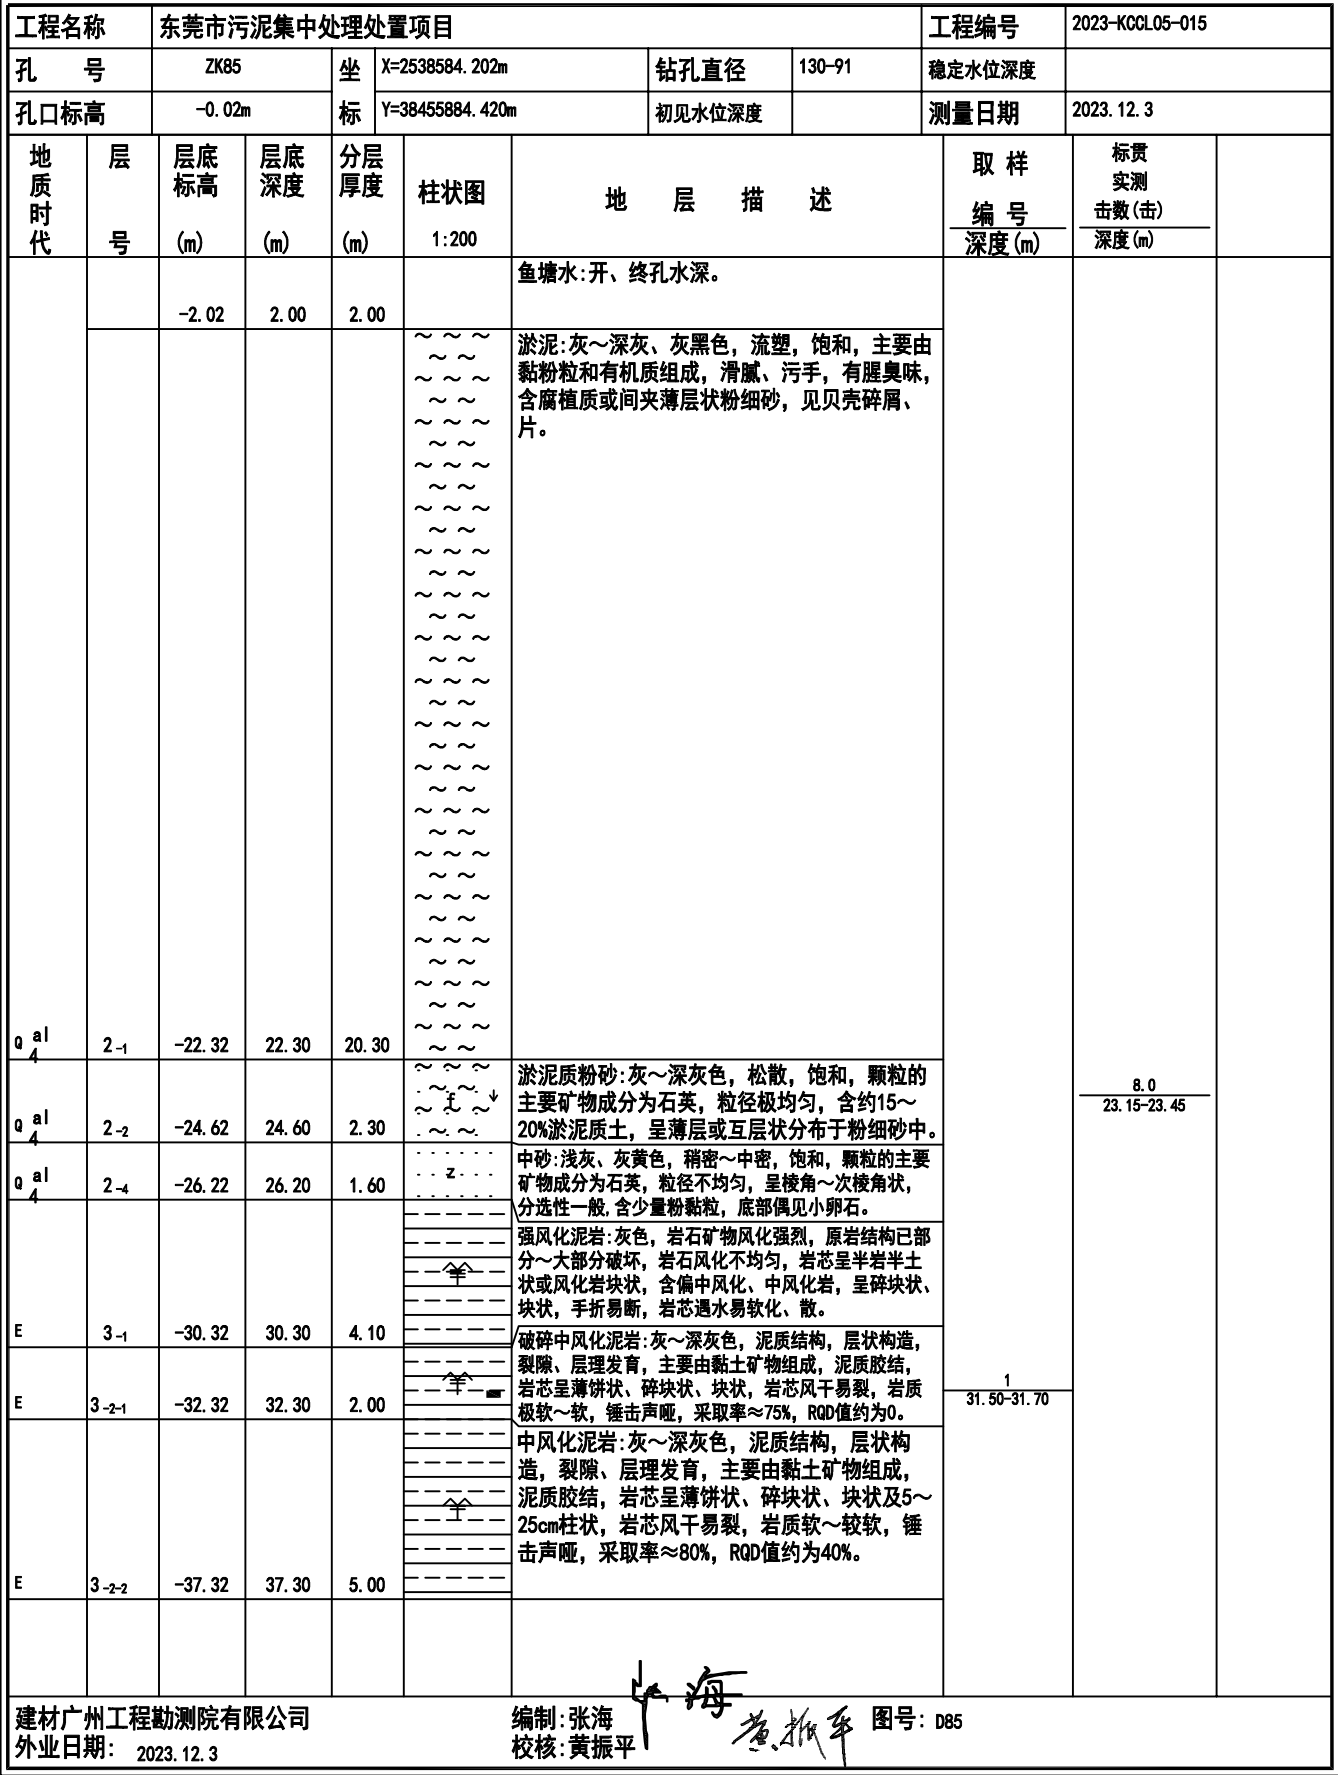 工程名称 东莞市污泥集中处理处置项目 工程编号 2023-KCCL05-015
孔 号 ZK85 坐 X=2538584.202m 钻孔直径 130-91 稳定水位深度
孔口标高 -0.02m 标 Y=38455884.420m 初见水位深度 测量日期 2023.12.3
地质时代 层号 层底标高(m) 层底深度(m) 分层厚度(m) 柱状图 1:200 地 层 描 述 取样编号 深度(m) 标贯实测击数(击) 深度(m)
鱼塘水:开、终孔水深。
-2.02 2.00 2.00
淤泥:灰～深灰、灰黑色，流塑，饱和，主要由
黏粉粒和有机质组成，滑腻、污手，有腥臭味，
含腐植质或间夹薄层状粉细砂，见贝壳碎屑、
片。
Q al 4 2-1 -22.32 22.30 20.30
淤泥质粉砂:灰～深灰色，松散，饱和，颗粒的
主要矿物成分为石英，粒径极均匀，含约15～
20%淤泥质土，呈薄层或互层状分布于粉细砂中。
f
8.0
23.15-23.45
Q al 4 2-2 -24.62 24.60 2.30
中砂:浅灰、灰黄色，稍密～中密，饱和，颗粒的主要
矿物成分为石英，粒径不均匀，呈棱角～次棱角状，
分选性一般,含少量粉黏粒，底部偶见小卵石。
z
Q al 4 2-4 -26.22 26.20 1.60
强风化泥岩:灰色，岩石矿物风化强烈，原岩结构已部
分～大部分破坏，岩石风化不均匀，岩芯呈半岩半土
状或风化岩块状，含偏中风化、中风化岩，呈碎块状、
块状，手折易断，岩芯遇水易软化、散。
E 3-1 -30.32 30.30 4.10
破碎中风化泥岩:灰～深灰色，泥质结构，层状构造，
裂隙、层理发育，主要由黏土矿物组成，泥质胶结，
岩芯呈薄饼状、碎块状、块状，岩芯风干易裂，岩质
极软～软，锤击声哑，采取率≈75%，RQD值约为0。
1
31.50-31.70
E 3-2-1 -32.32 32.30 2.00
中风化泥岩:灰～深灰色，泥质结构，层状构
造，裂隙、层理发育，主要由黏土矿物组成，
泥质胶结，岩芯呈薄饼状、碎块状、块状及5～
25cm柱状，岩芯风干易裂，岩质软～较软，锤
击声哑，采取率≈80%，RQD值约为40%。
E 3-2-2 -37.32 37.30 5.00
建材广州工程勘测院有限公司 编制:张海 张海 图号: D85
外业日期: 2023.12.3 校核:黄振平 黄振平